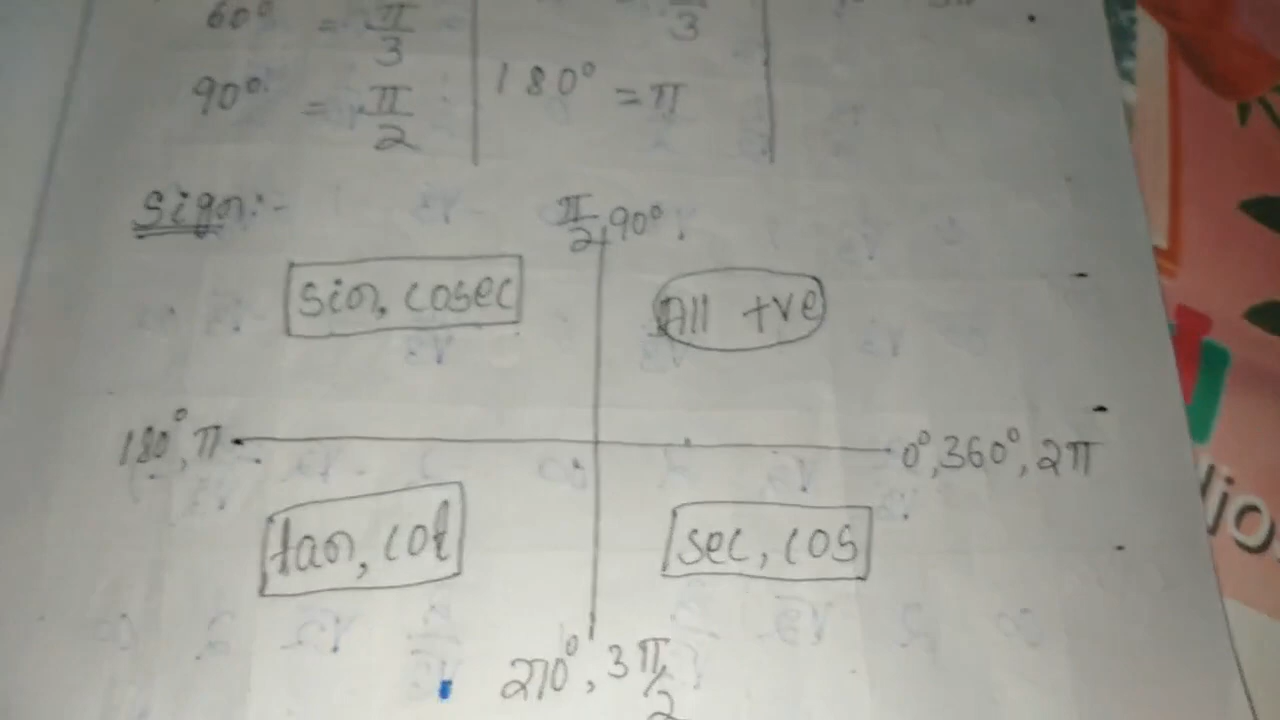 60° = π/3
90° = π/2
180° = π
Sign:-
π/2, 90°
sin, cosec
All +ve
180°, π
0°, 360°, 2π
tan, cot
sec, cos
270°, 3π/2